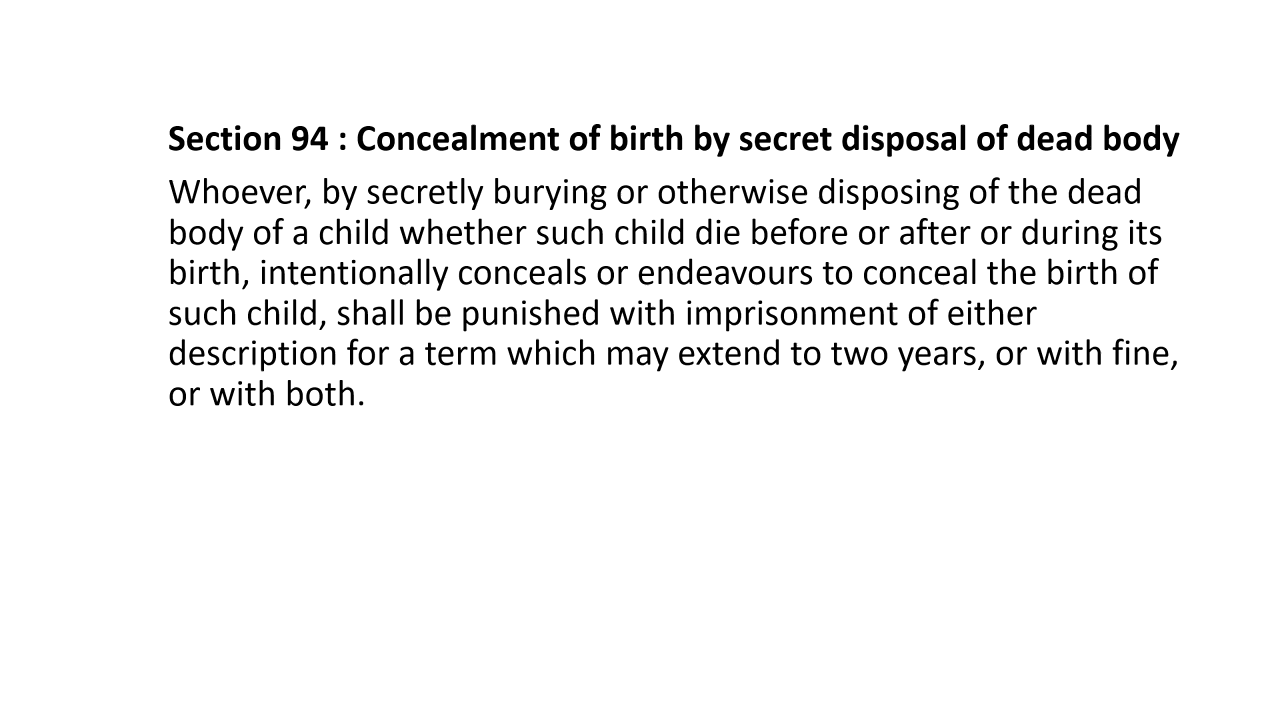 Section 94 : Concealment of birth by secret disposal of dead body
Whoever, by secretly burying or otherwise disposing of the dead
body of a child whether such child die before or after or during its
birth, intentionally conceals or endeavours to conceal the birth of
such child, shall be punished with imprisonment of either
description for a term which may extend to two years, or with fine,
or with both.